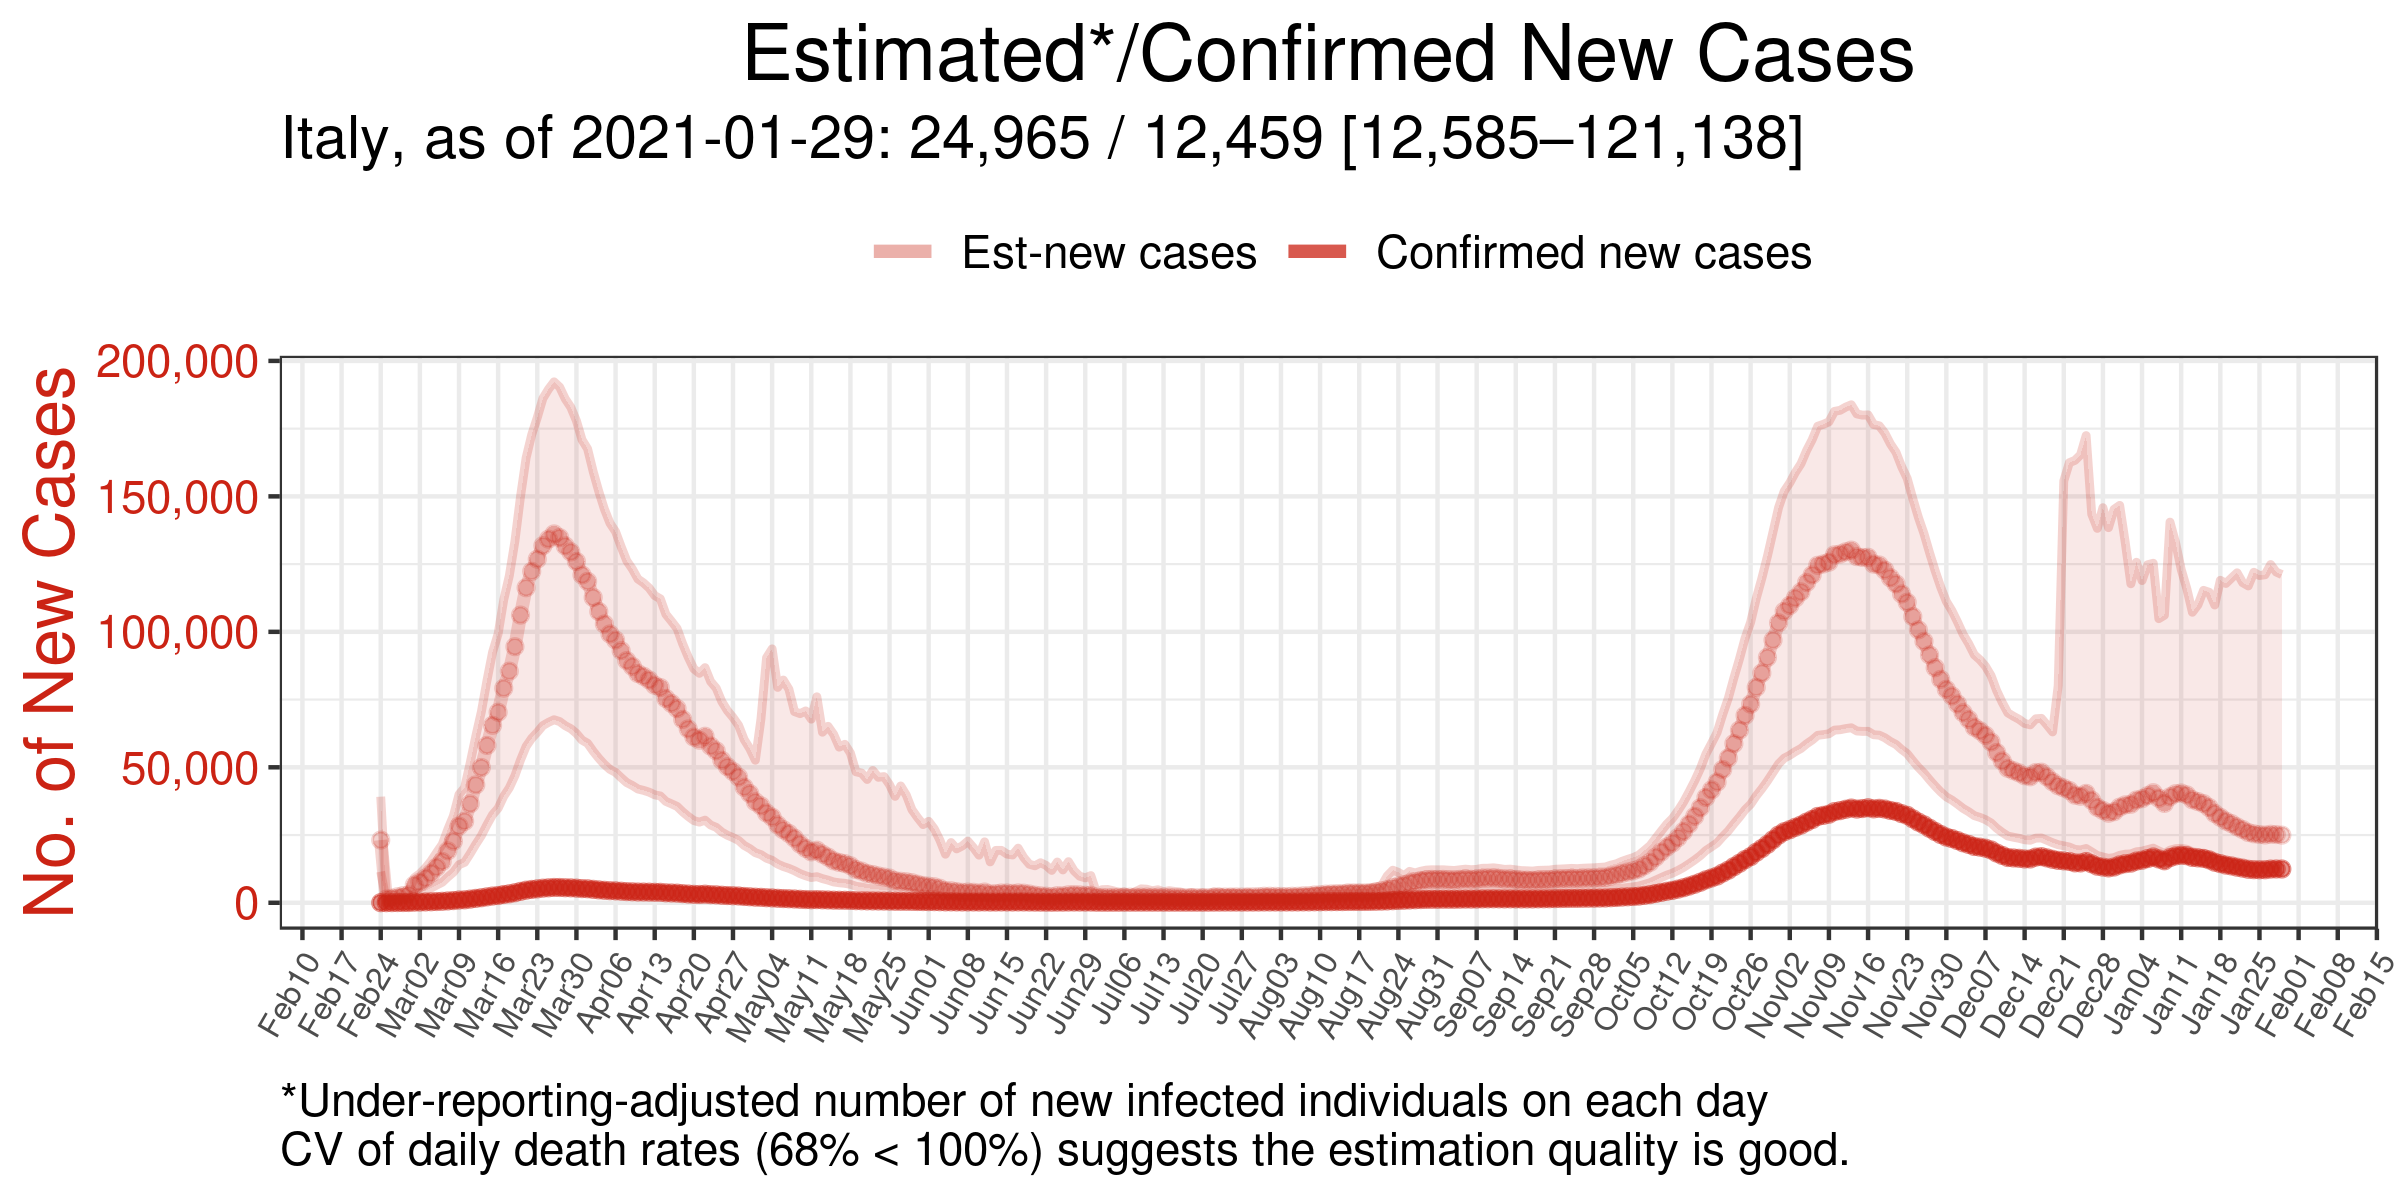 Estimated*/Confirmed New Cases
Italy, as of 2021-01-29: 24,965 / 12,459 [12,585–121,138]
Est-new cases
Confirmed new cases
No. of New Cases
200,000
150,000
100,000
50,000
0
Feb10
Feb17
Feb24
Mar02
Mar09
Mar16
Mar23
Mar30
Apr06
Apr13
Apr20
Apr27
May04
May11
May18
May25
Jun01
Jun08
Jun15
Jun22
Jun29
Jul06
Jul13
Jul20
Jul27
Aug03
Aug10
Aug17
Aug24
Aug31
Sep07
Sep14
Sep21
Sep28
Oct05
Oct12
Oct19
Oct26
Nov02
Nov09
Nov16
Nov23
Nov30
Dec07
Dec14
Dec21
Dec28
Jan04
Jan11
Jan18
Jan25
Feb01
Feb08
Feb15
*Under-reporting-adjusted number of new infected individuals on each day
CV of daily death rates (68% < 100%) suggests the estimation quality is good.